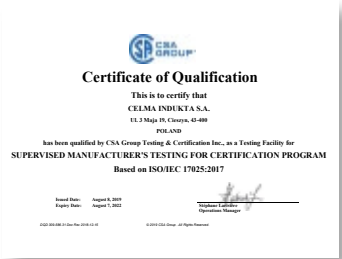 CSA
GROUP
Certificate of Qualification
This is to certify that
CELMA INDUKTA S.A.
Ul. 3 Maja 19, Cieszyn, 43-400
POLAND
has been qualified by CSA Group Testing & Certification Inc., as a Testing Facility for
SUPERVISED MANUFACTURER'S TESTING FOR CERTIFICATION PROGRAM
Based on ISO/IEC 17025:2017
Issued Date: August 8, 2019
Expiry Date: August 7, 2022
Stéphane
Operations Manager
© 2018 CSA Group. All Rights Reserved